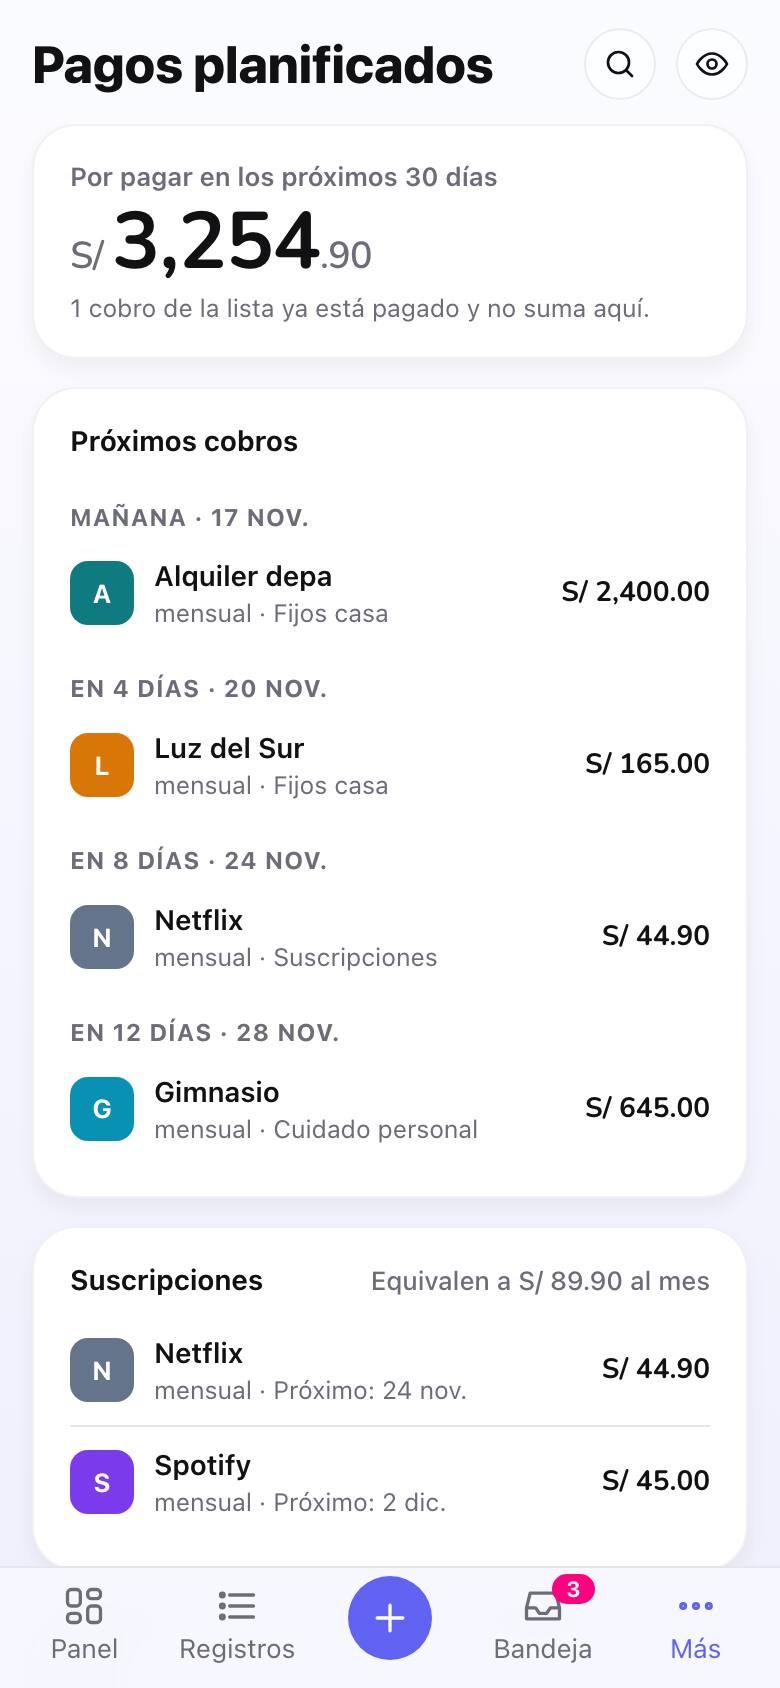 Pagos planificados
Por pagar en los próximos 30 días
S/ 3,254.90
1 cobro de la lista ya está pagado y no suma aquí.
Próximos cobros
MAÑANA · 17 NOV.
A
Alquiler depa
mensual · Fijos casa
S/ 2,400.00
EN 4 DÍAS · 20 NOV.
L
Luz del Sur
mensual · Fijos casa
S/ 165.00
EN 8 DÍAS · 24 NOV.
N
Netflix
mensual · Suscripciones
S/ 44.90
EN 12 DÍAS · 28 NOV.
G
Gimnasio
mensual · Cuidado personal
S/ 645.00
Suscripciones
Equivalen a S/ 89.90 al mes
N
Netflix
mensual · Próximo: 24 nov.
S/ 44.90
S
Spotify
mensual · Próximo: 2 dic.
S/ 45.00
Panel
Registros
3
Bandeja
Más